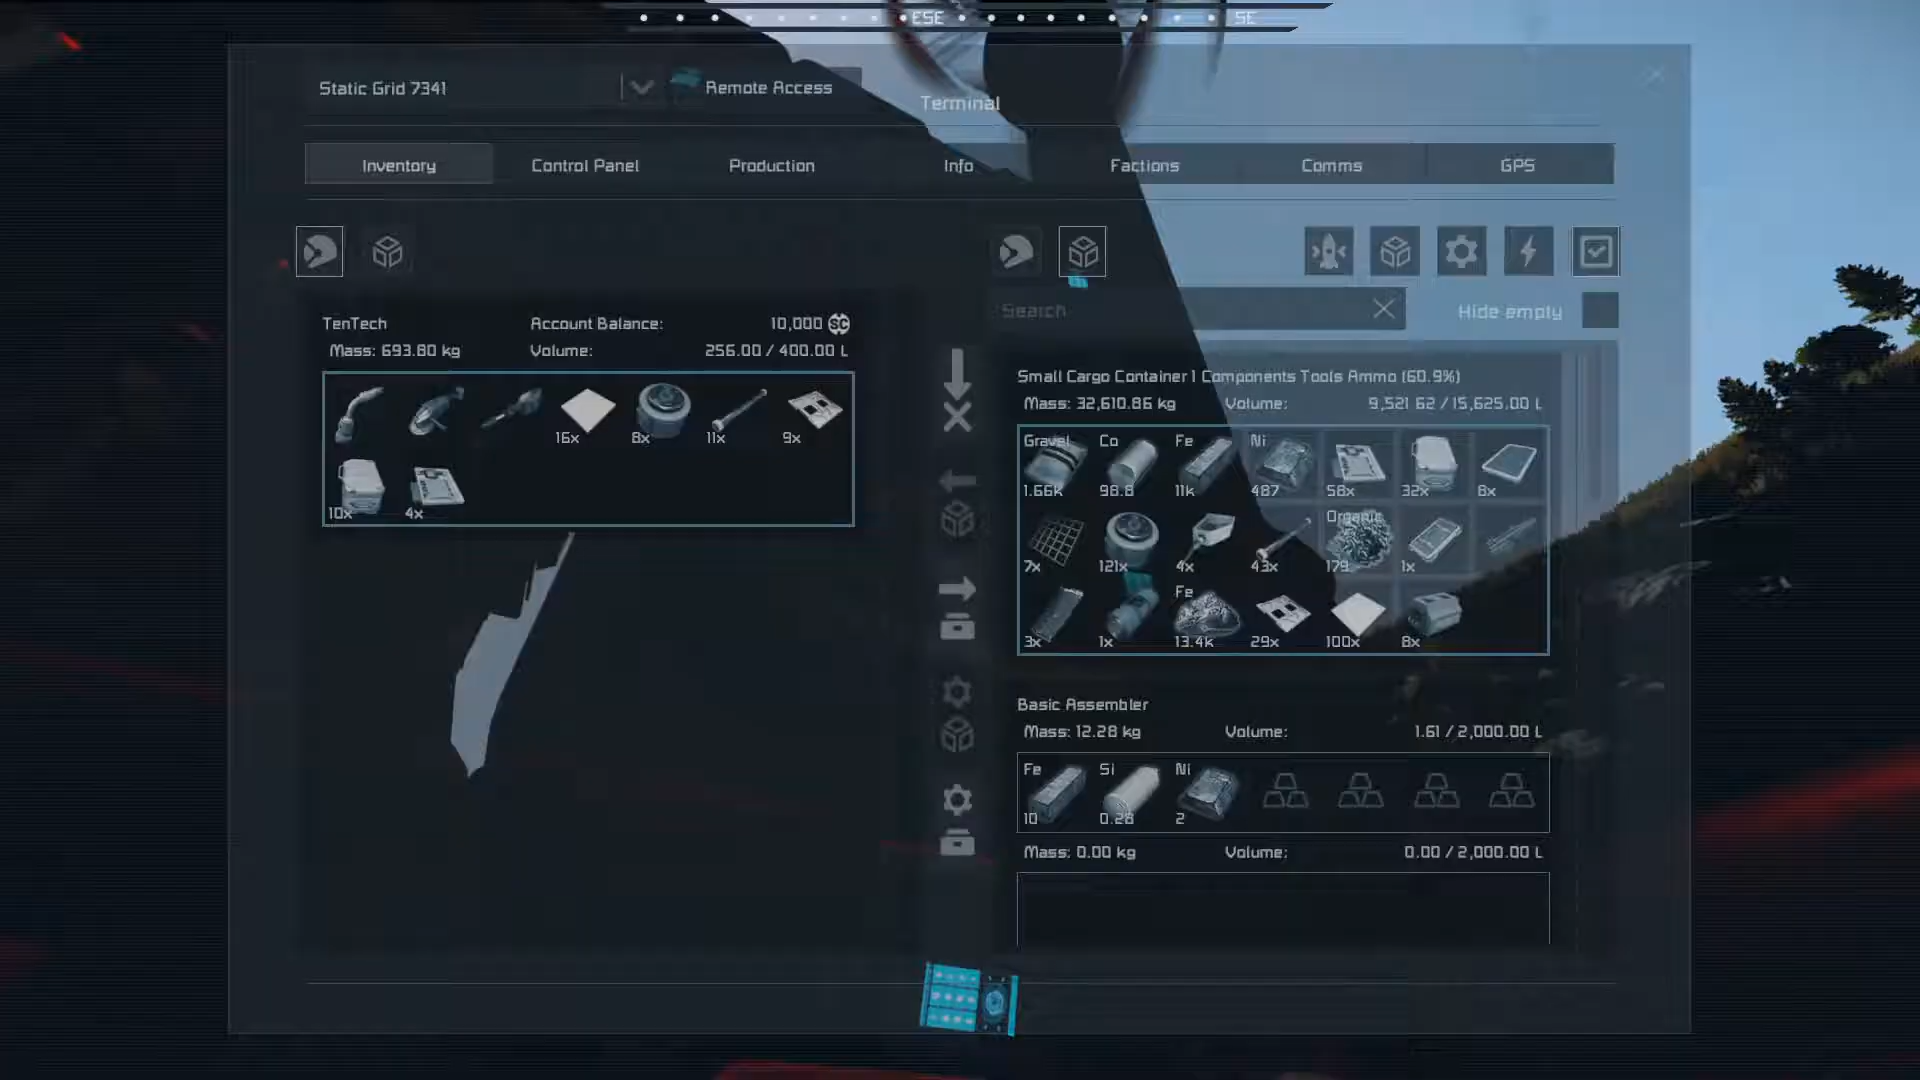 ESE SE
Static Grid 7341
Remote Access
Terminal
Inventory Control Panel Production Info Factions Comms GPS
Search
Hide empty
TenTech Account Balance: 10,000 SC
Mass: 693.80 kg Volume: 256.00 / 400.00 L
16x 8x 11x 9x
10x 4x
Small Cargo Container 1 Components Tools Ammo (60.9%)
Mass: 32,610.86 kg Volume: 9,521.62 / 15,625.00 L
Gravel Co Fe Ni
1.66k 98.8 11k 487 58x 32x 8x
Organic
7x 121x 4x 43x 179 1x
Fe
3x 1x 13.4k 29x 100x 8x
Basic Assembler
Mass: 12.28 kg Volume: 1.61 / 2,000.00 L
Fe Si Ni
10 0.28 2
Mass: 0.00 kg Volume: 0.00 / 2,000.00 L